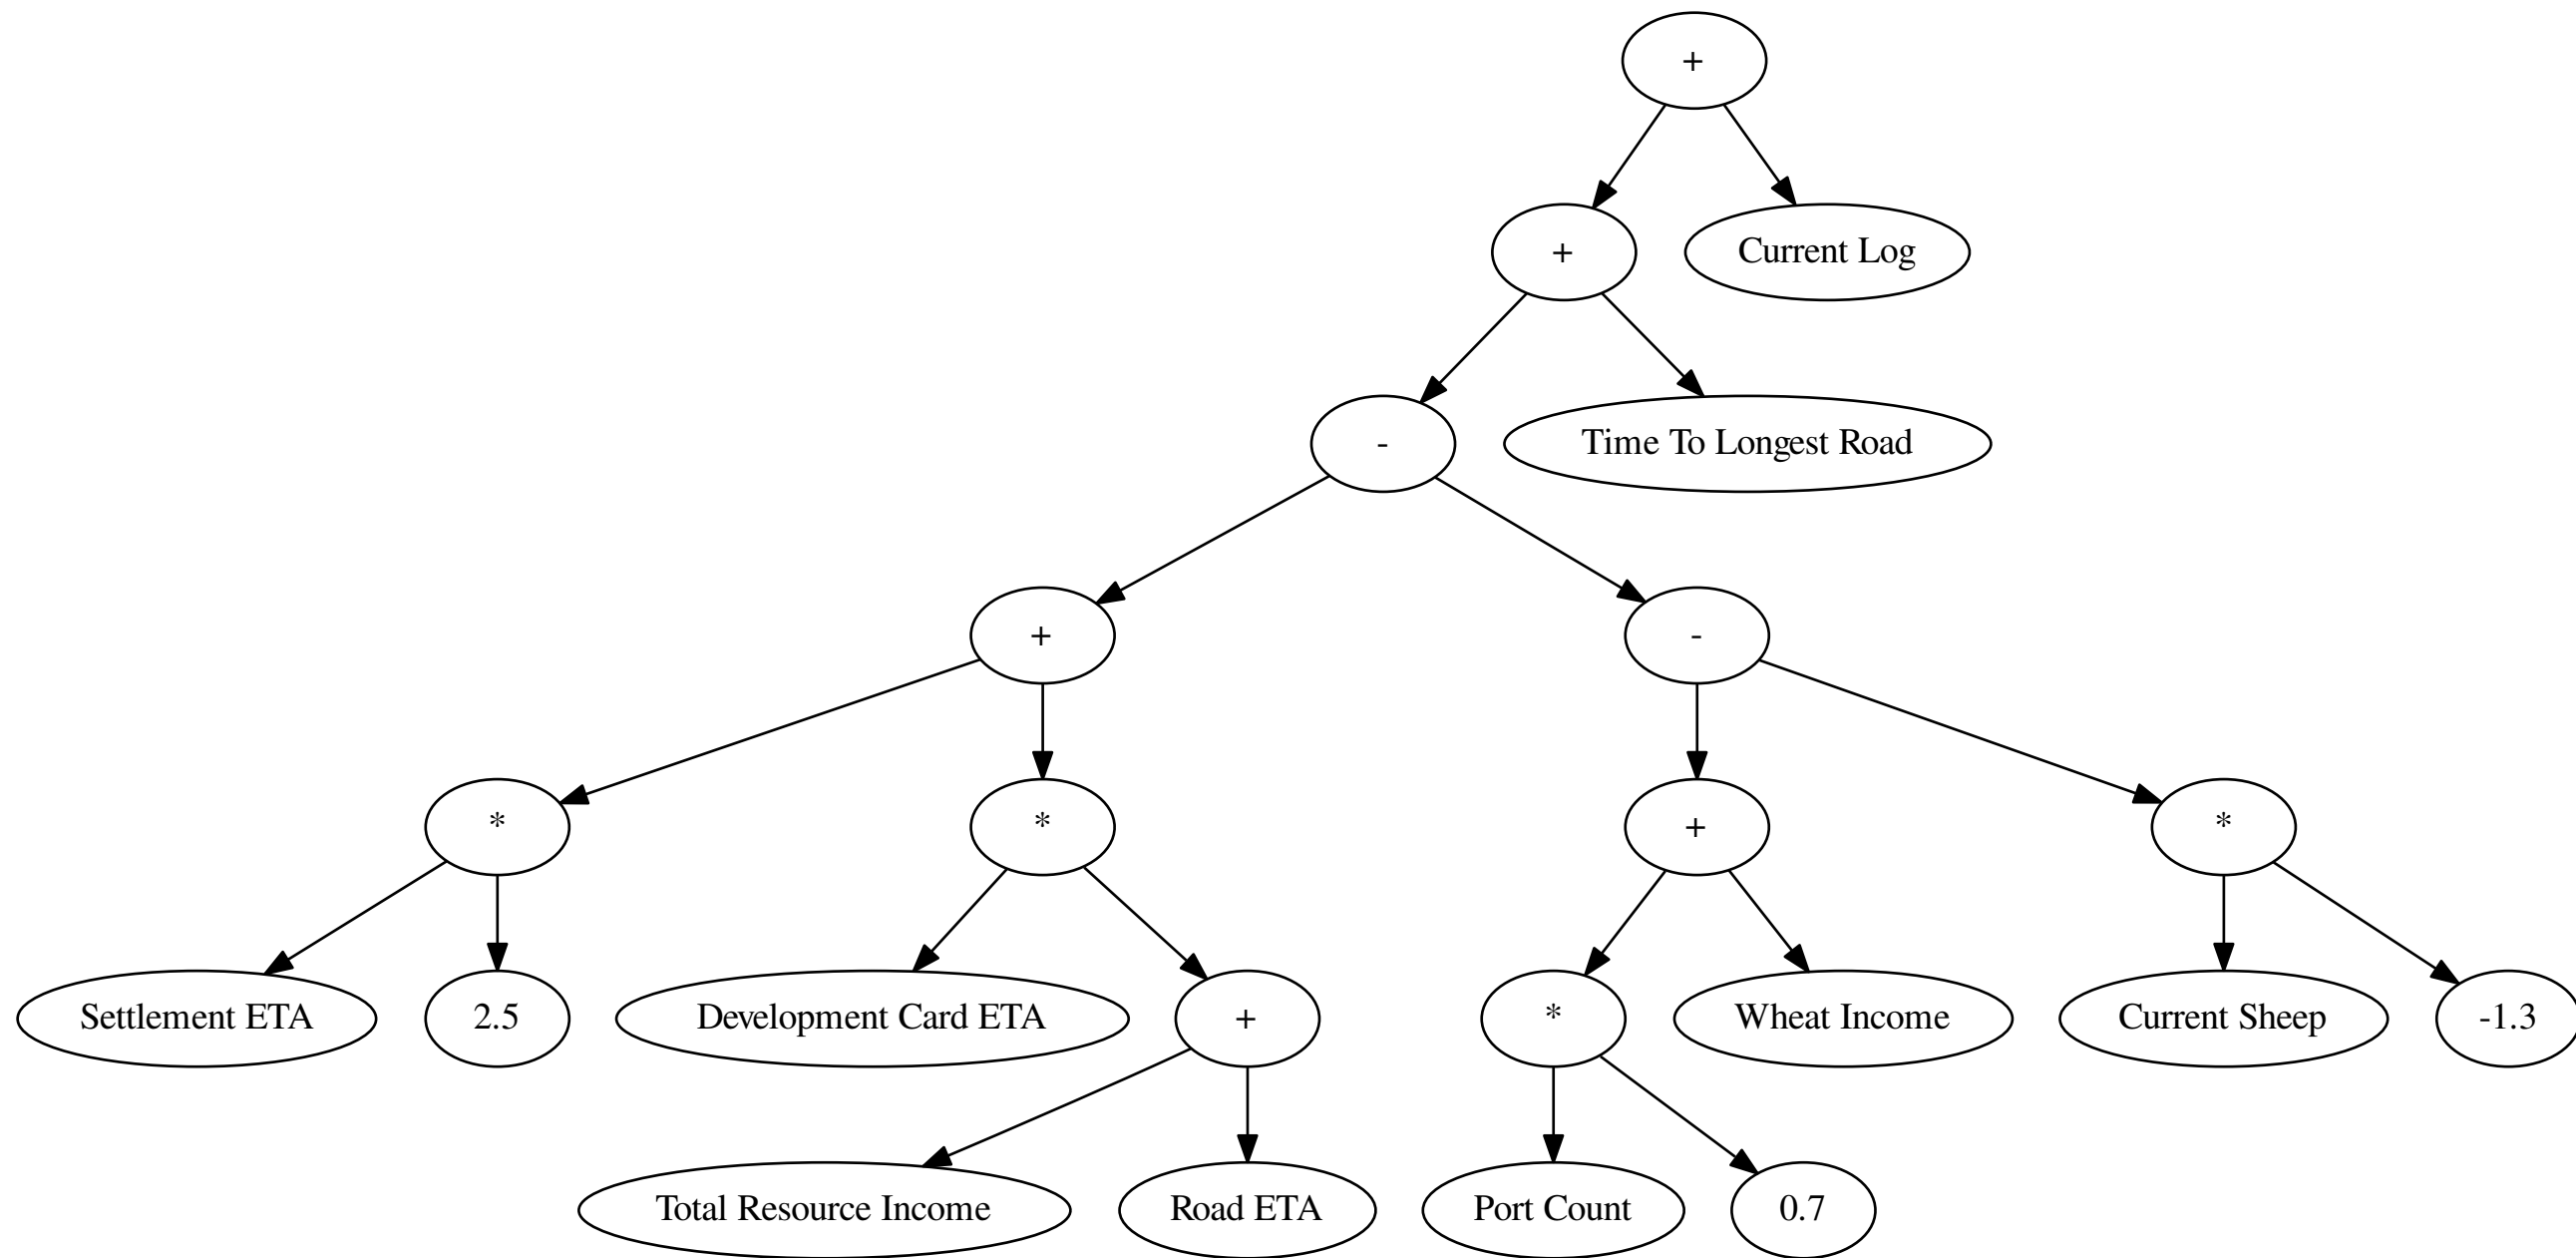 +
+
Current Log
-
Time To Longest Road
+
-
*
*
+
*
Settlement ETA
2.5
Development Card ETA
+
*
Wheat Income
Current Sheep
-1.3
Total Resource Income
Road ETA
Port Count
0.7